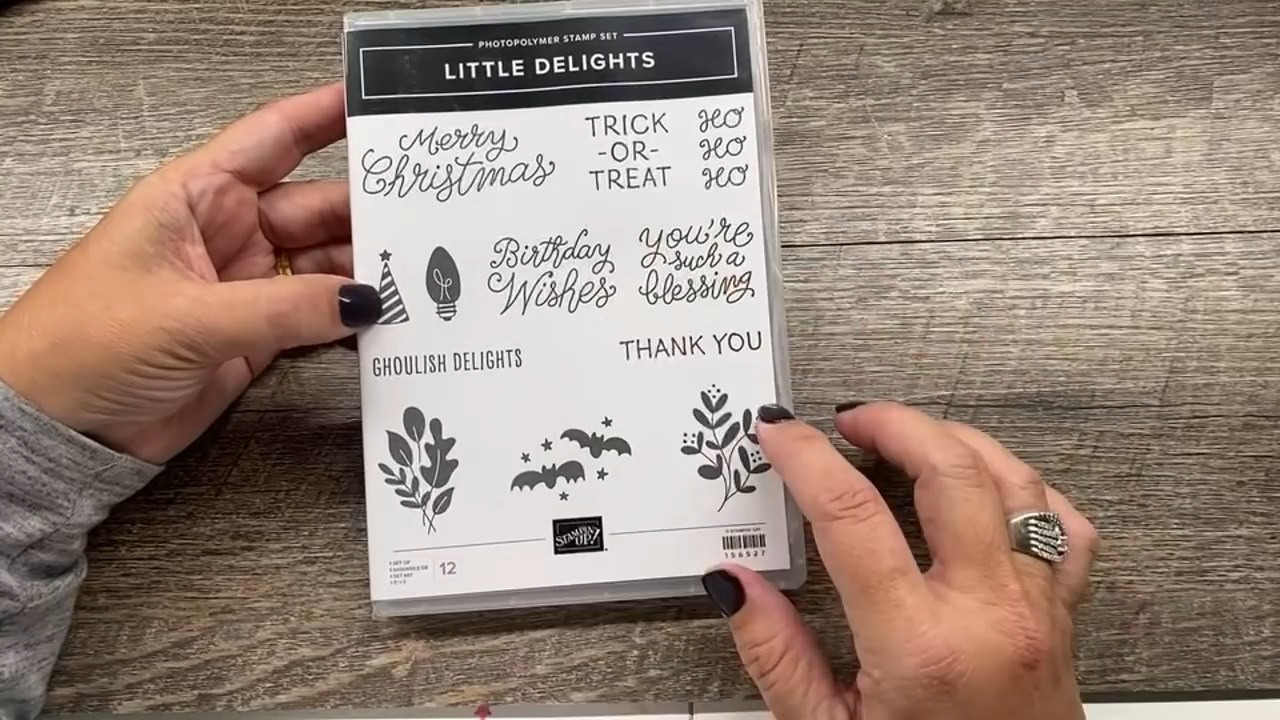 PHOTOPOLYMER STAMP SET
LITTLE DELIGHTS
Merry
Christmas
TRICK
-OR-
TREAT
HO
HO
HO
Birthday
Wishes
you're
such a
blessing
GHOULISH DELIGHTS
THANK YOU
STAMPIN'
UP!
12
156527